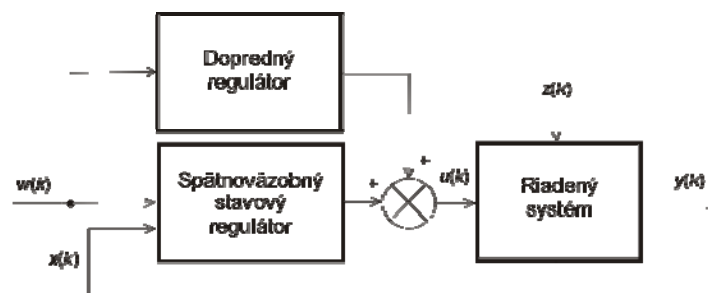 Dopredný
regulátor
z(k)
w(k)
Spätnoväzobný
stavový
regulátor
+
+
u(k)
Riadený
systém
y(k)
x(k)